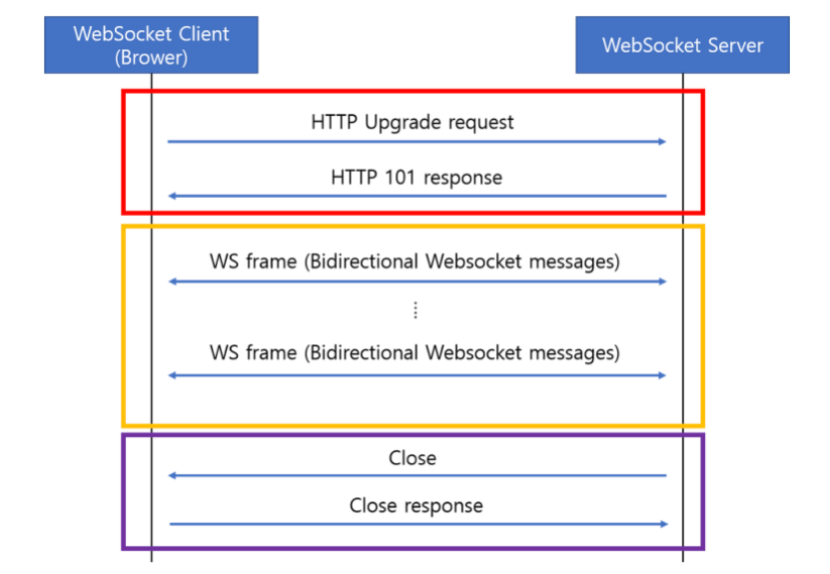 WebSocket Client
(Brower)
WebSocket Server
HTTP Upgrade request
HTTP 101 response
WS frame (Bidirectional Websocket messages)
WS frame (Bidirectional Websocket messages)
Close
Close response